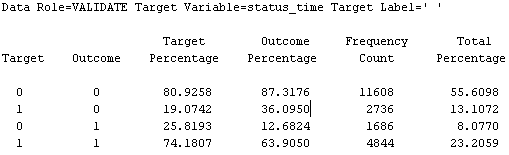 Data Role=VALIDATE Target Variable=status_time Target Label=' '
Target Outcome Frequency Total
Target Outcome Percentage Percentage Count Percentage
0 0 80.9258 87.3176 11608 55.6098
1 0 19.0742 36.0950 2736 13.1072
0 1 25.8193 12.6824 1686 8.0770
1 1 74.1807 63.9050 4844 23.2059